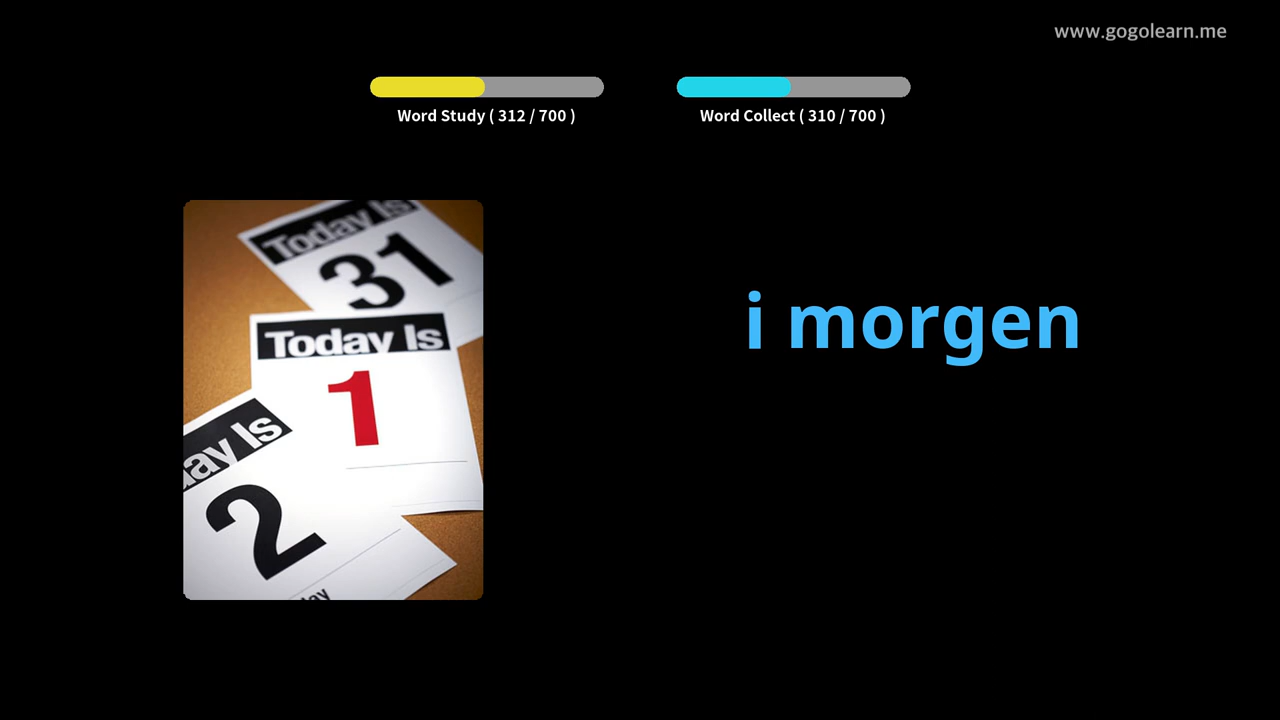 www.gogolearn.me
Word Study ( 312 / 700 )
Word Collect ( 310 / 700 )
Today Is
31
Today Is
1
ay Is
2
ay
i morgen